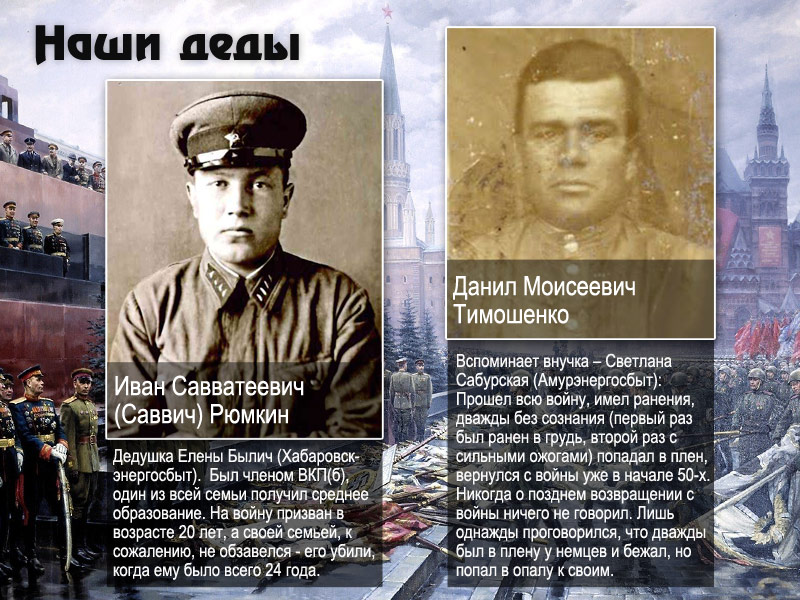 Наши деды
Иван Савватеевич
(Саввич) Рюмкин
Дедушка Елены Былич (Хабаровск-
энергосбыт).  Был членом ВКП(б),
один из всей семьи получил среднее
образование. На войну призван в
возрасте 20 лет, а своей семьей, к
сожалению, не обзавелся - его убили,
когда ему было всего 24 года.
Данил Моисеевич
Тимошенко
Вспоминает внучка – Светлана
Сабурская (Амурэнергосбыт):
Прошел всю войну, имел ранения,
дважды без сознания (первый раз
был ранен в грудь, второй раз с
сильными ожогами) попадал в плен,
вернулся с войны уже в начале 50-х.
Никогда о позднем возвращении с
войны ничего не говорил. Лишь
однажды проговорился, что дважды
был в плену у немцев и бежал, но
попал в опалу к своим.